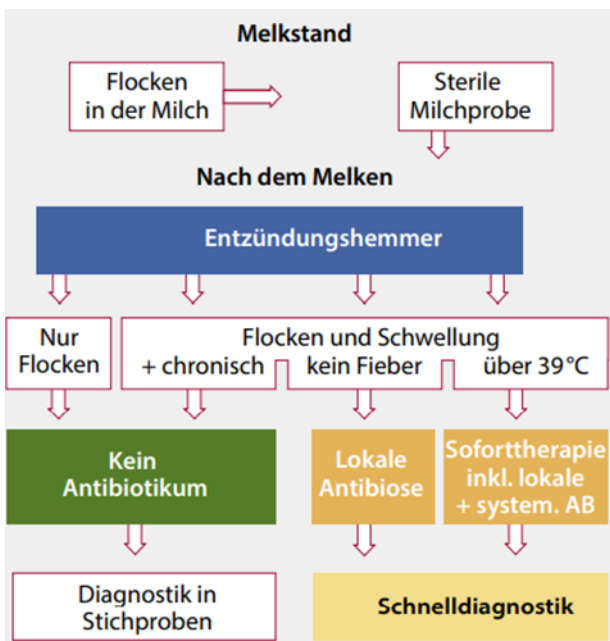 Melkstand
Flocken
in der Milch
Sterile
Milchprobe
Nach dem Melken
Entzündungshemmer
Nur
Flocken
Flocken und Schwellung
+ chronisch
kein Fieber
über 39 °C
Kein
Antibiotikum
Lokale
Antibiose
Soforttherapie
inkl. lokale
+ system. AB
Diagnostik in
Stichproben
Schnelldiagnostik